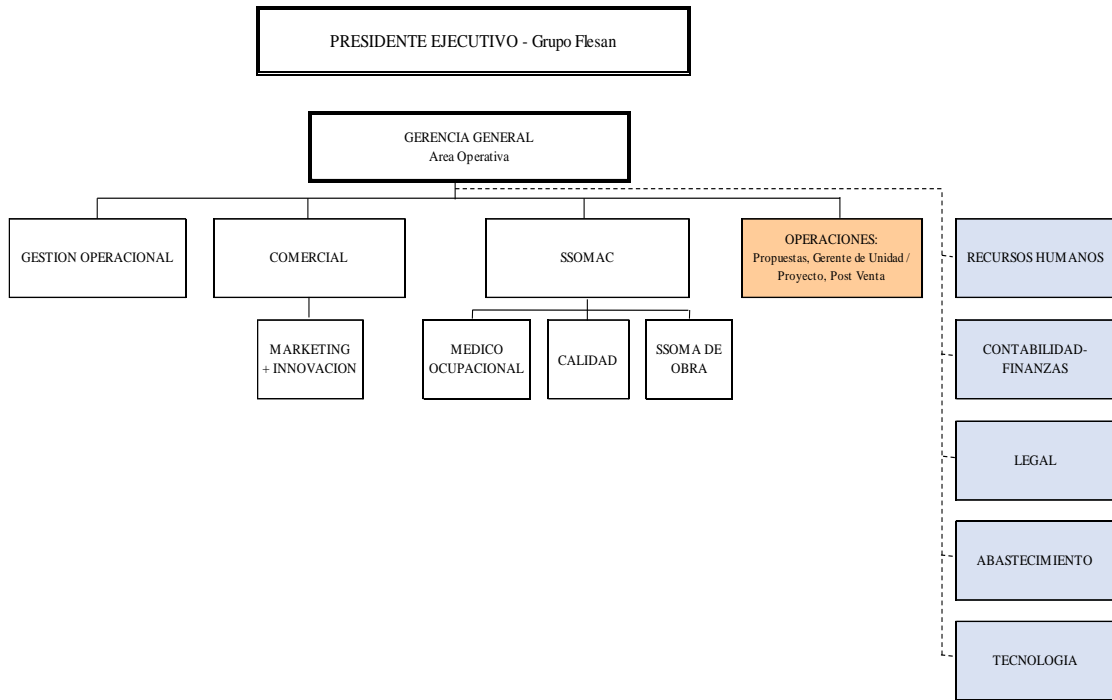 PRESIDENTE EJECUTIVO - Grupo Flesan
GERENCIA GENERAL
Area Operativa
GESTION OPERACIONAL
COMERCIAL
SSOMAC
OPERACIONES:
Propuestas, Gerente de Unidad /
Proyecto, Post Venta
RECURSOS HUMANOS
MARKETING
+ INNOVACION
MEDICO
OCUPACIONAL
CALIDAD
SSOMA DE
OBRA
CONTABILIDAD-
FINANZAS
LEGAL
ABASTECIMIENTO
TECNOLOGIA